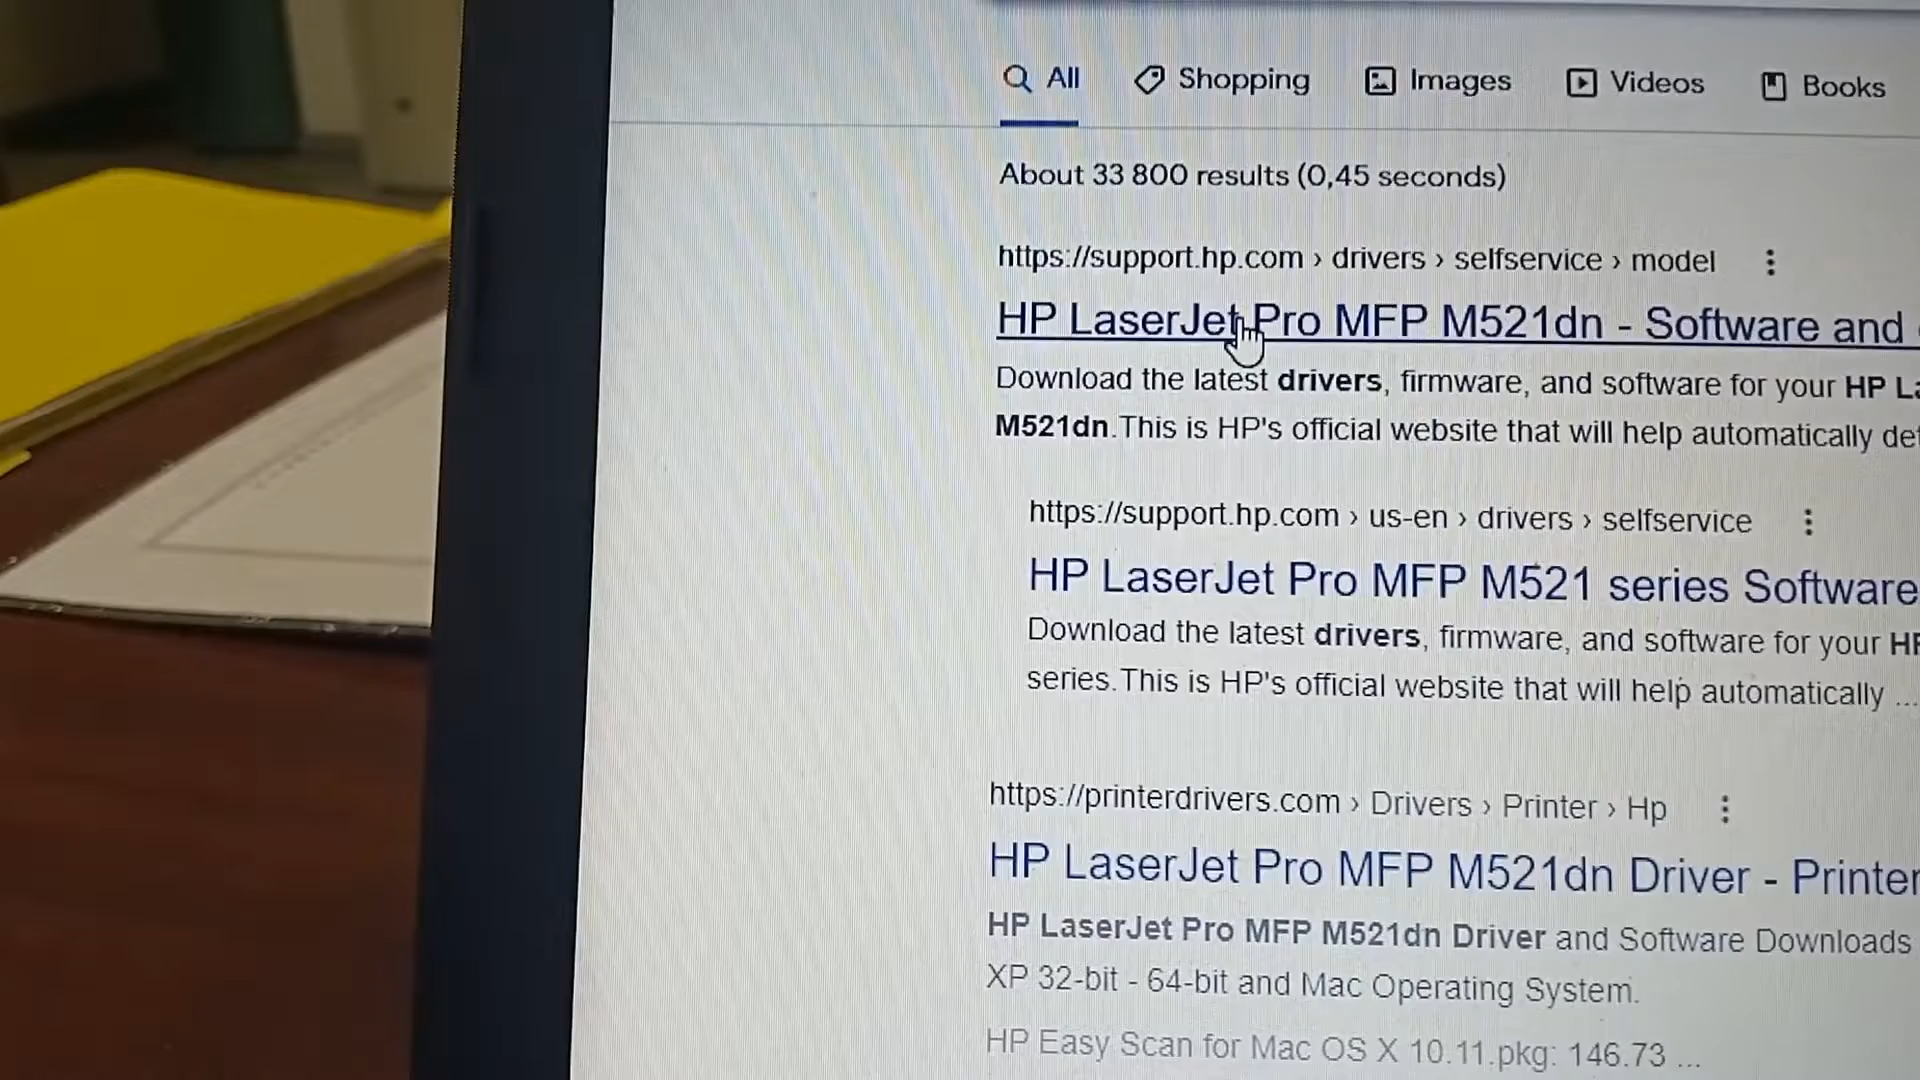 All Shopping Images Videos Books
About 33 800 results (0,45 seconds)
https://support.hp.com › drivers › selfservice › model
HP LaserJet Pro MFP M521dn - Software and
Download the latest drivers, firmware, and software for your HP La
M521dn.This is HP's official website that will help automatically det
https://support.hp.com › us-en › drivers › selfservice
HP LaserJet Pro MFP M521 series Software
Download the latest drivers, firmware, and software for your HP
series.This is HP's official website that will help automatically ...
https://printerdrivers.com › Drivers › Printer › Hp
HP LaserJet Pro MFP M521dn Driver - Printer
HP LaserJet Pro MFP M521dn Driver and Software Downloads
XP 32-bit - 64-bit and Mac Operating System.
HP Easy Scan for Mac OS X 10.11.pkg: 146.73 ...